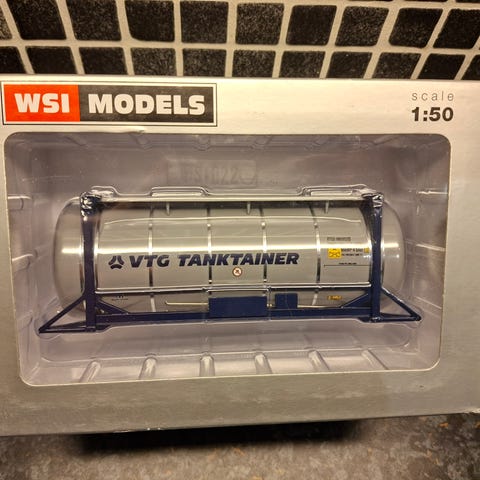 WSI MODELS
scale
1:50
VTG TANKTAINER